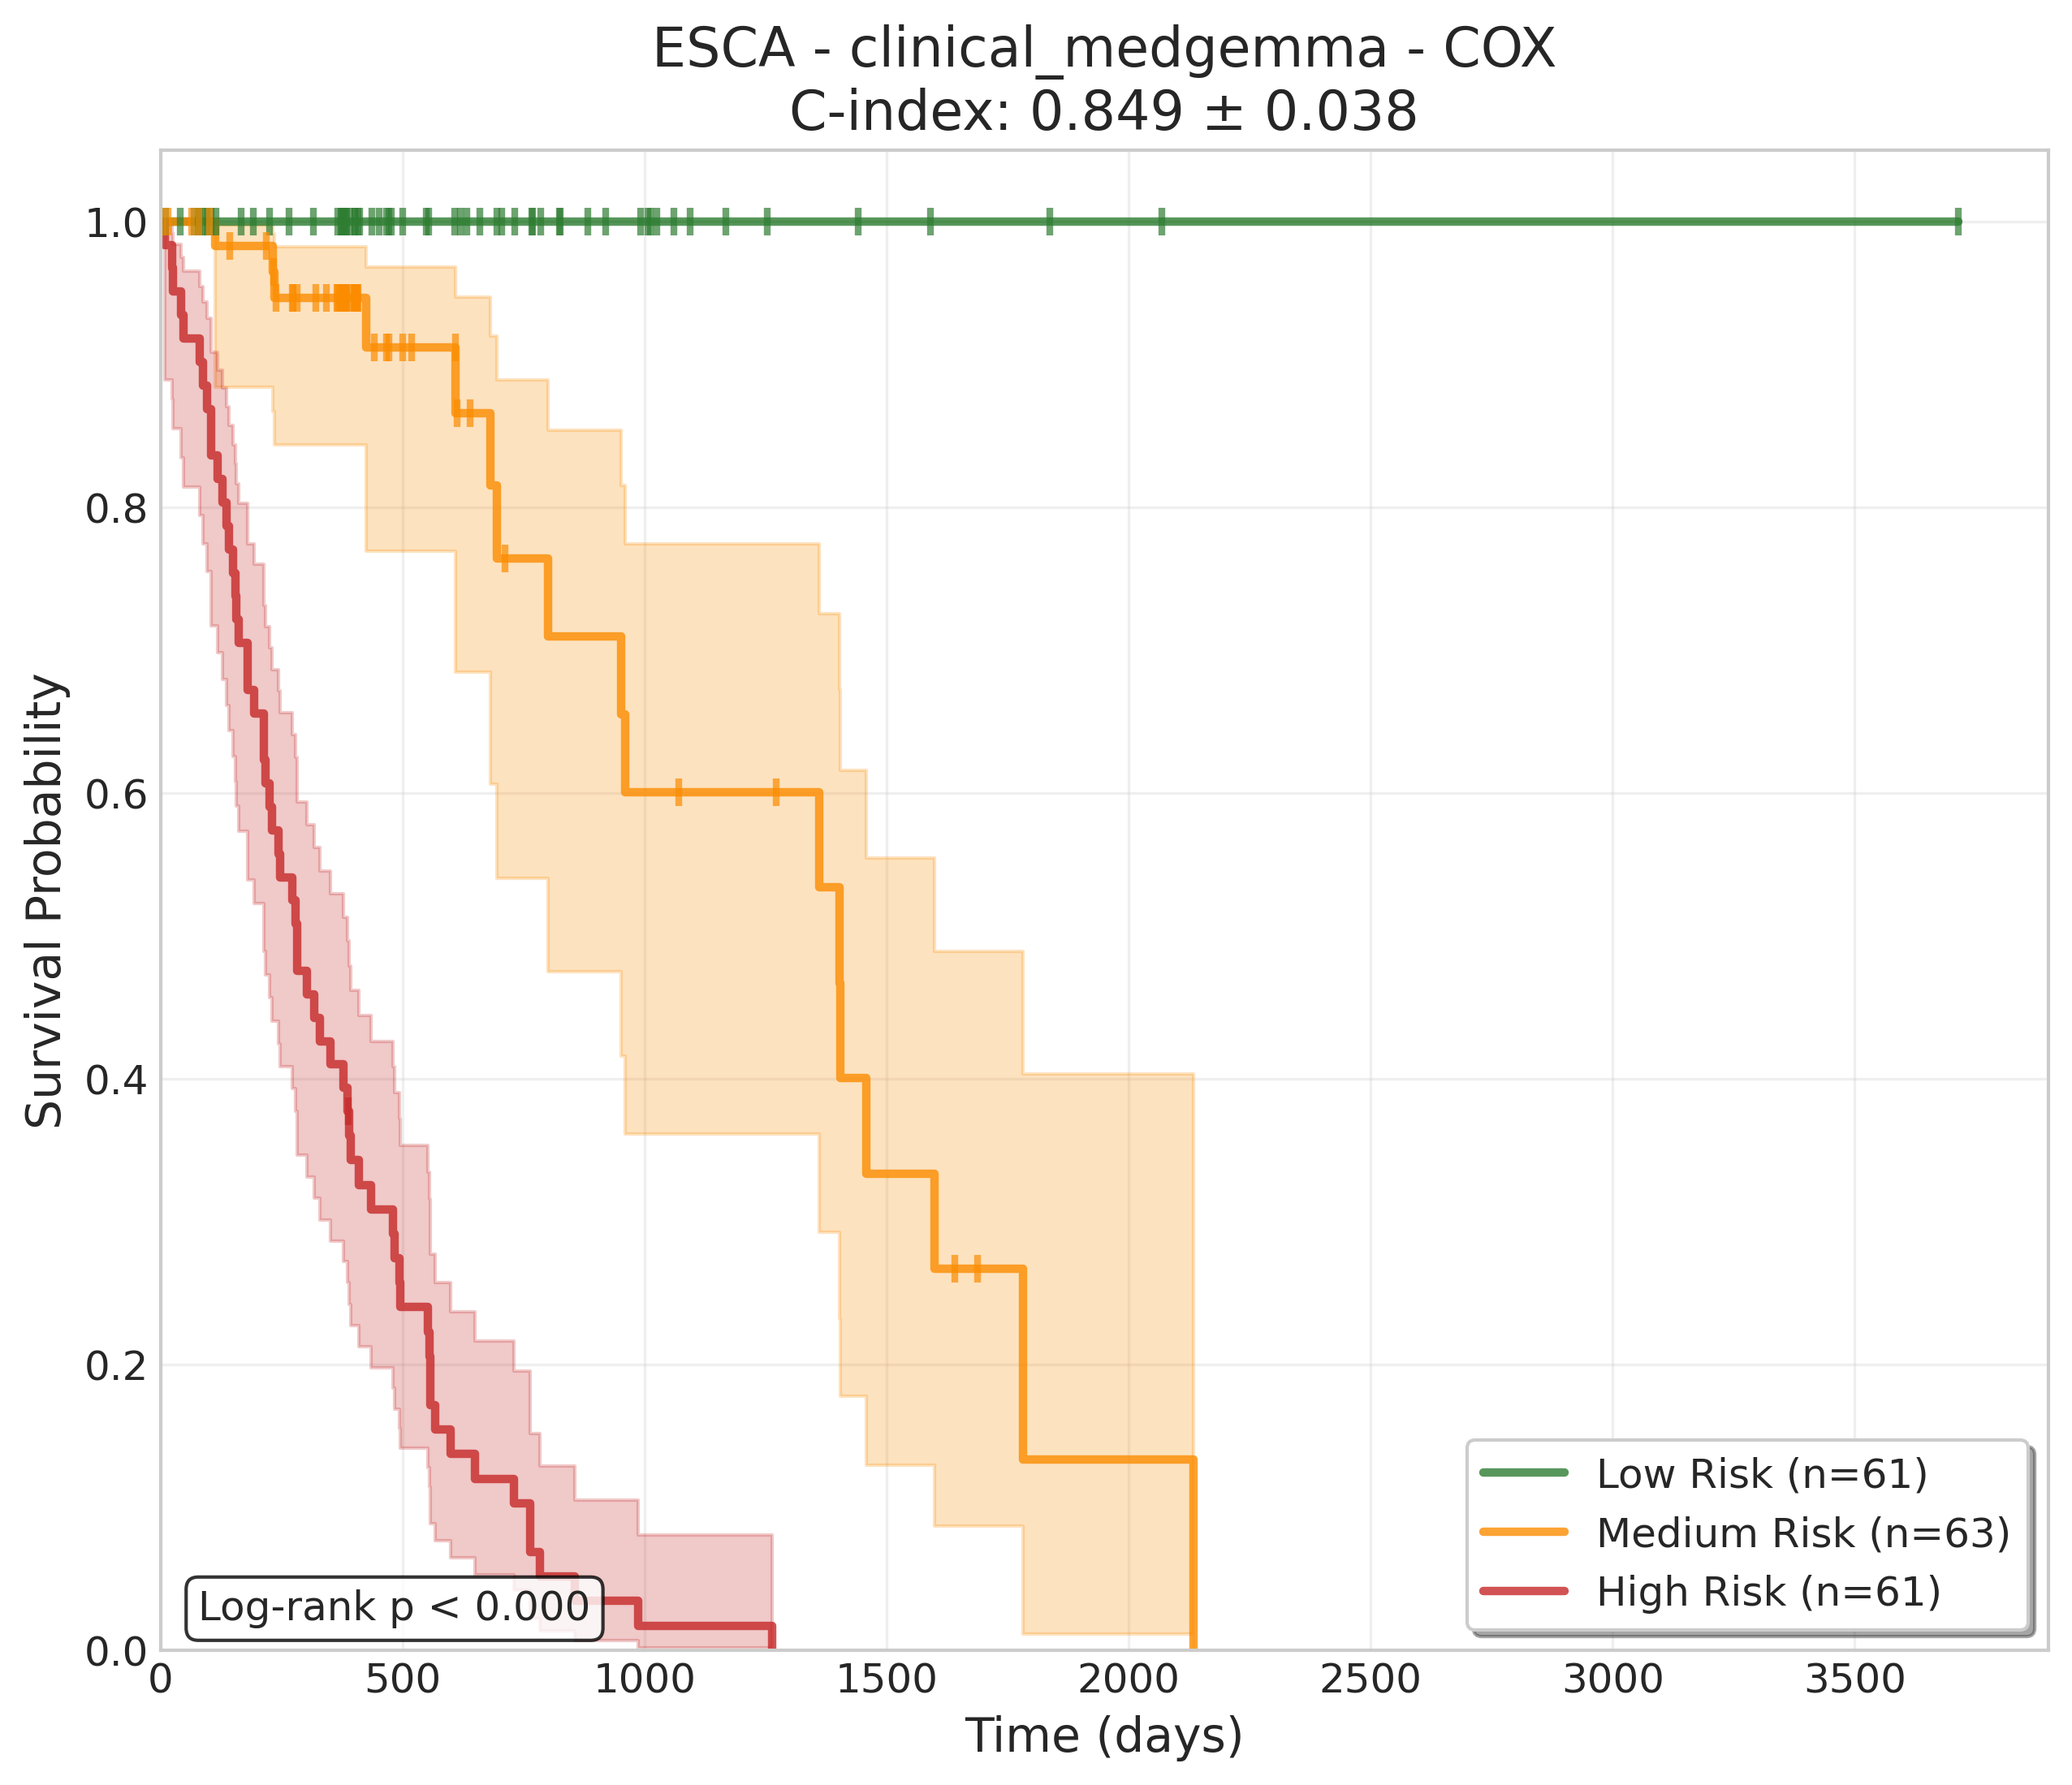 ESCA - clinical_medgemma - COX
C-index: 0.849 ± 0.038
Survival Probability
1.0
0.8
0.6
0.4
0.2
0.0
Log-rank p < 0.000
Low Risk (n=61)
Medium Risk (n=63)
High Risk (n=61)
0 500 1000 1500 2000 2500 3000 3500
Time (days)